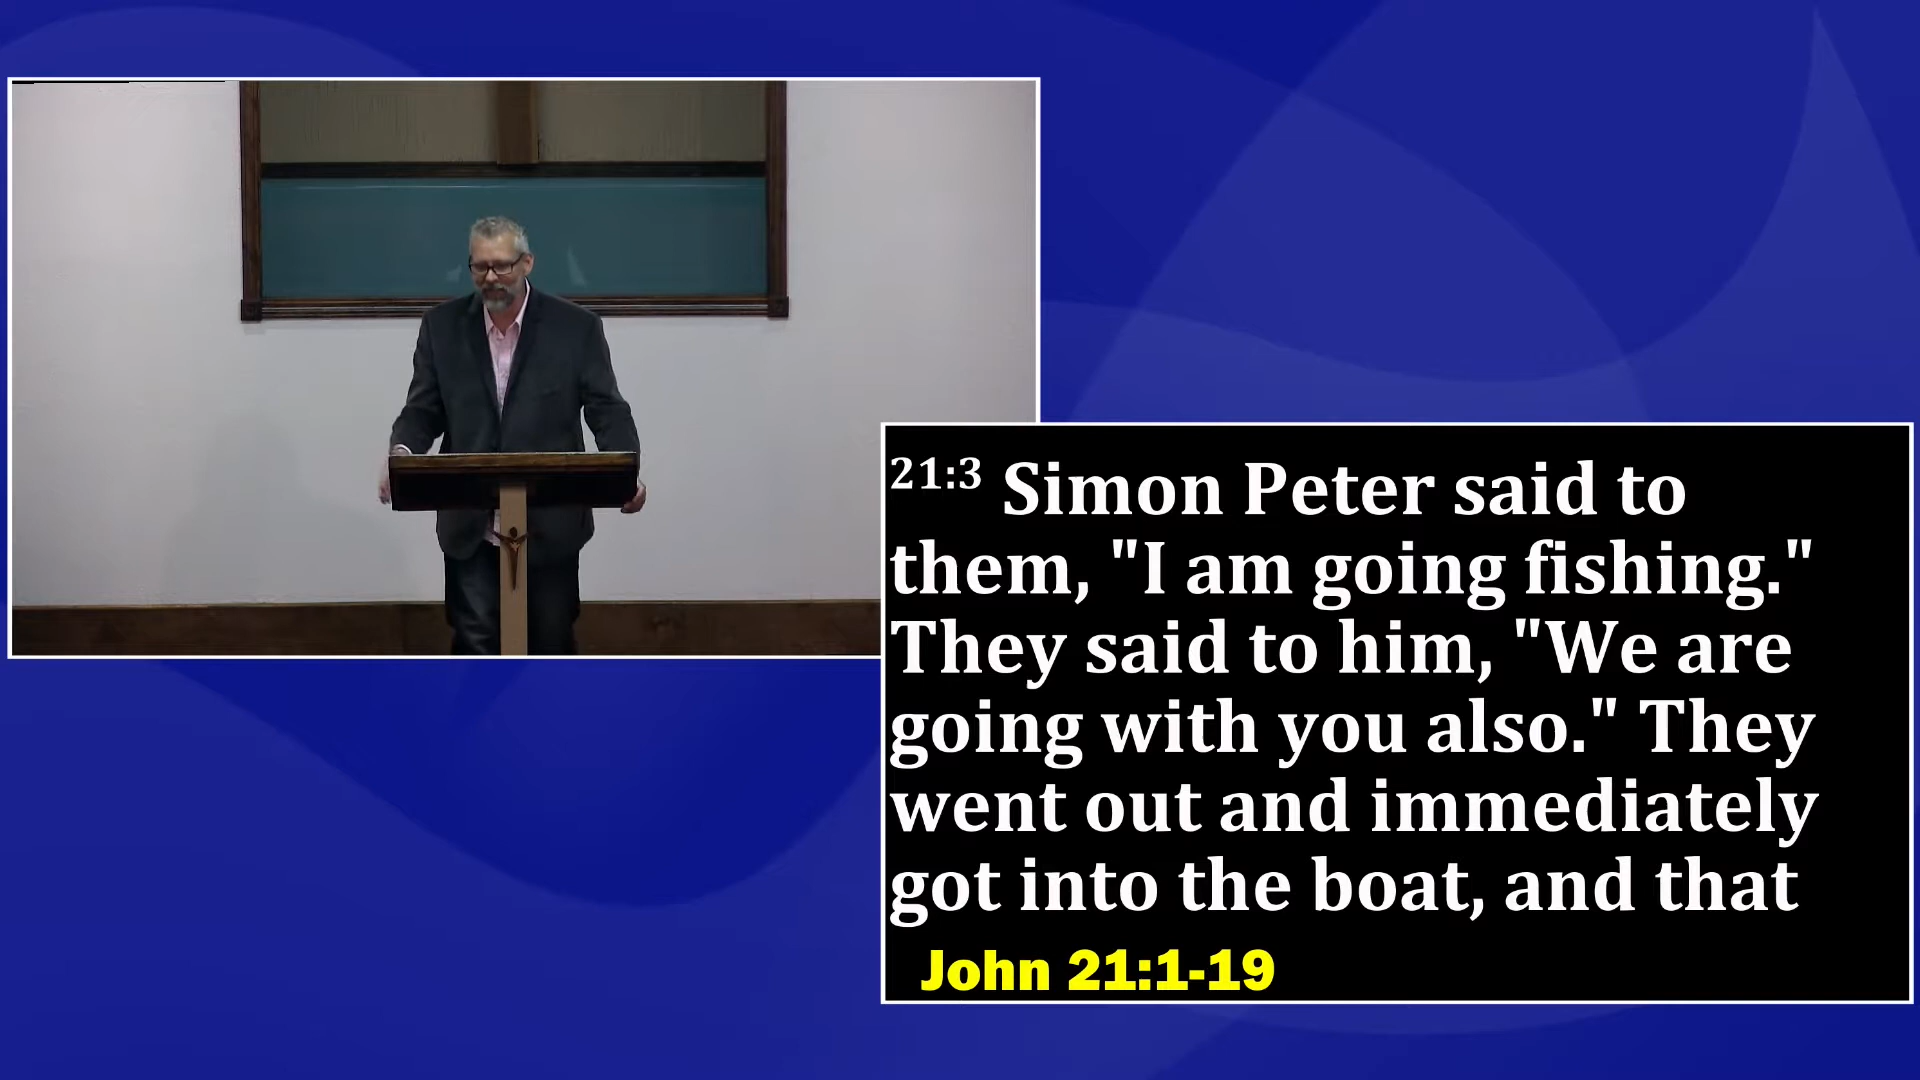 21:3 Simon Peter said to
them, "I am going fishing."
They said to him, "We are
going with you also." They
went out and immediately
got into the boat, and that
John 21:1-19